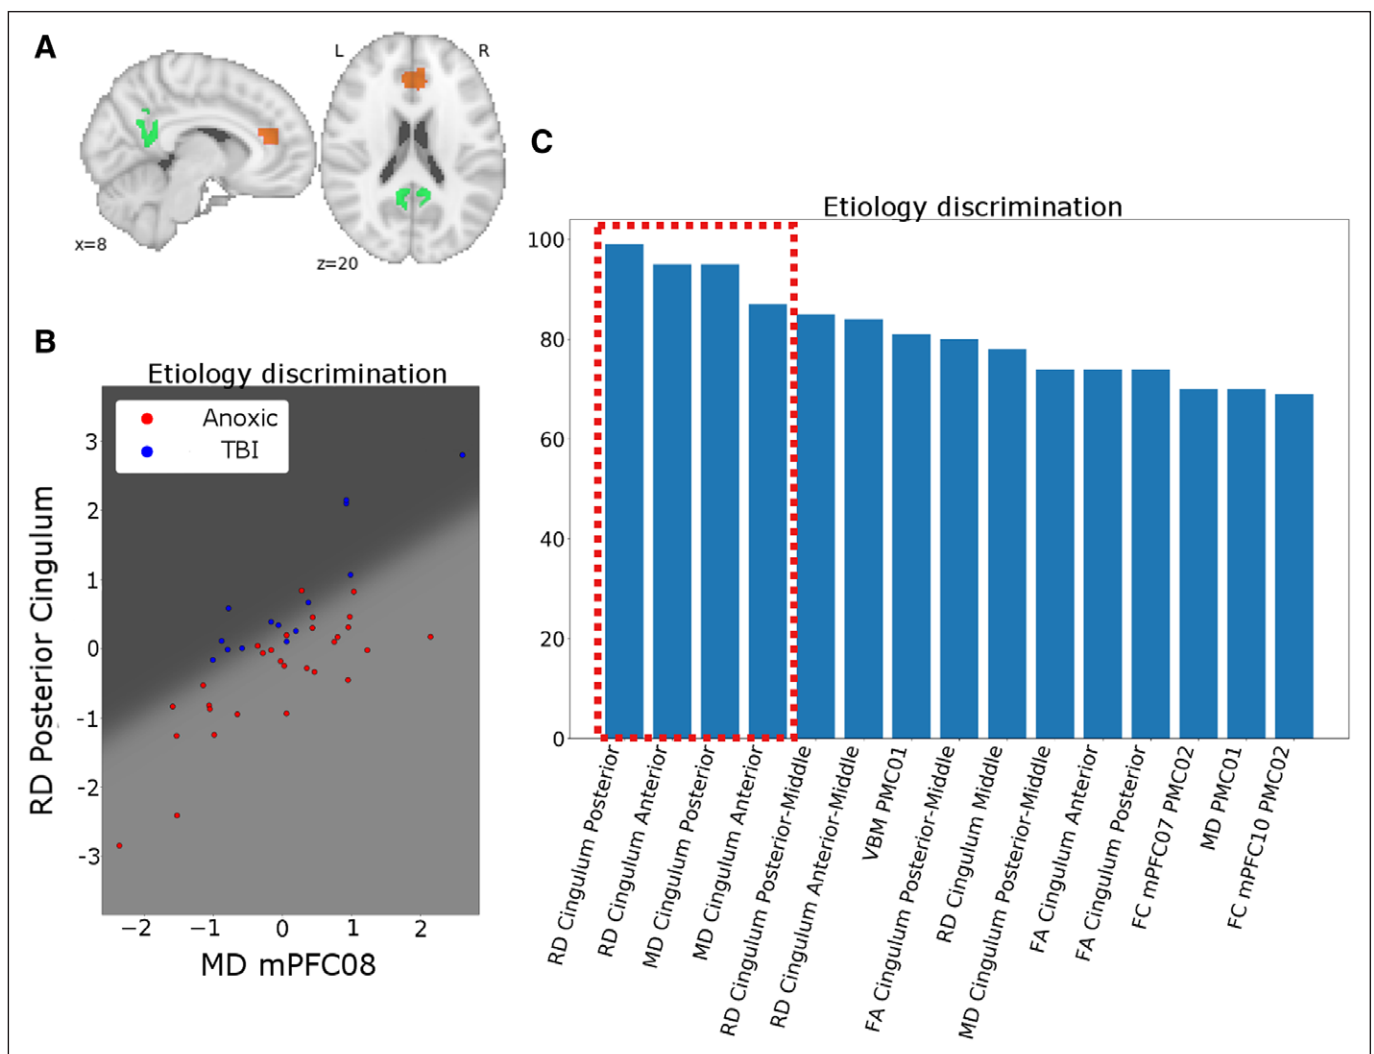 A
L
R
x=8
z=20
B
Etiology discrimination
Anoxic
TBI
3
2
1
0
-1
-2
-3
RD Posterior Cingulum
−2
−1
0
1
2
MD mPFC08
C
Etiology discrimination
100
80
60
40
20
0
RD Cingulum Posterior
RD Cingulum Anterior
MD Cingulum Posterior
MD Cingulum Anterior
RD Cingulum Posterior-Middle
RD Cingulum Anterior-Middle
VBM PMC01
FA Cingulum Posterior-Middle
RD Cingulum Middle
MD Cingulum Posterior-Middle
FA Cingulum Anterior
FA Cingulum Posterior
FC mPFC07 PMC02
MD PMC01
FC mPFC10 PMC02